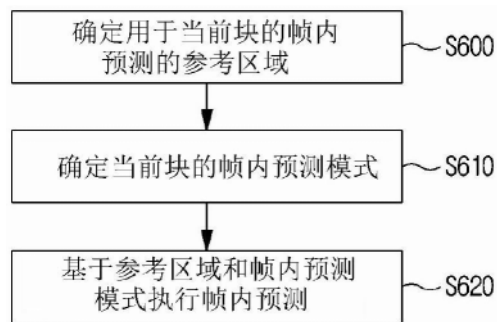 确定用于当前块的帧内
预测的参考区域
S600
确定当前块的帧内预测模式
S610
基于参考区域和帧内预测
模式执行帧内预测
S620